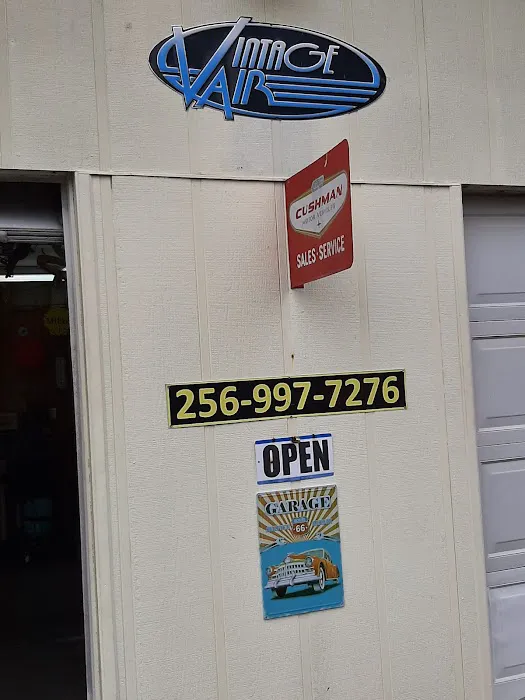 VINTAGE
AIR
CUSHMAN
MOTOR VEHICLES
SALES-SERVICE
256-997-7276
OPEN
GARAGE
66